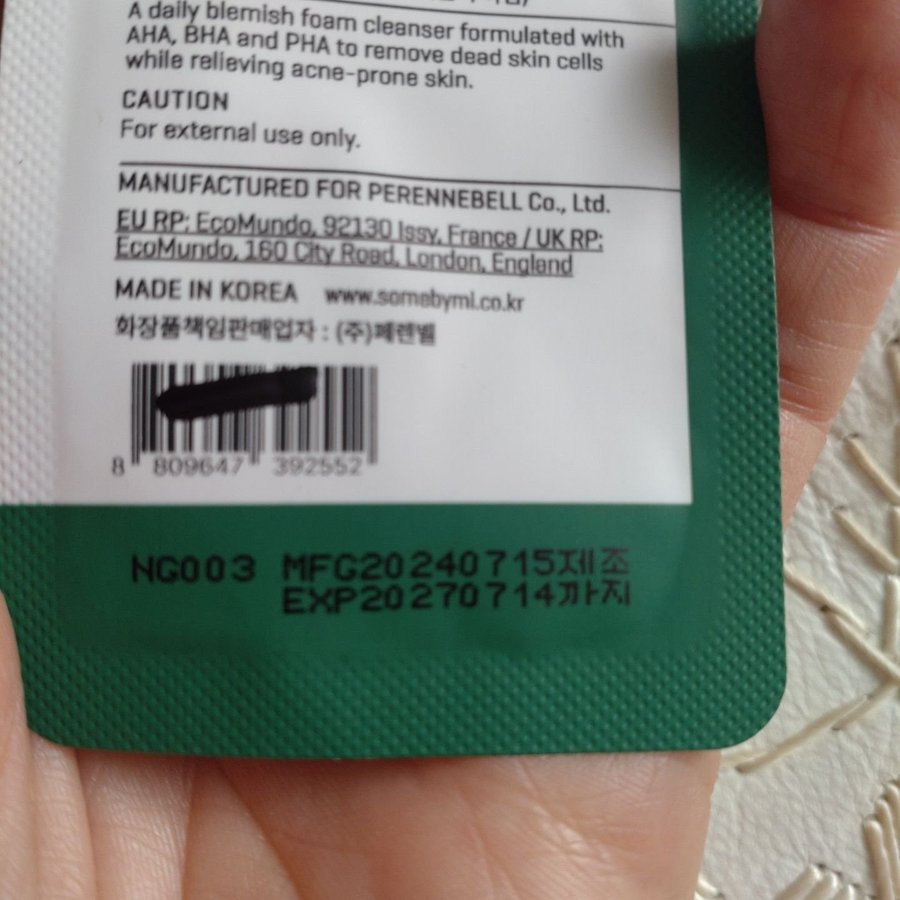 A daily blemish foam cleanser formulated with
AHA, BHA and PHA to remove dead skin cells
while relieving acne-prone skin.
CAUTION
For external use only.
MANUFACTURED FOR PERENNEBELL Co., Ltd.
EU RP: EcoMundo, 92130 Issy, France / UK RP:
EcoMundo, 160 City Road, London, England
MADE IN KOREA www.somebymi.co.kr
화장품책임판매업자 : (주)페렌벨
8 809647 392552
NG003 MFG20240715제조
EXP20270714까지